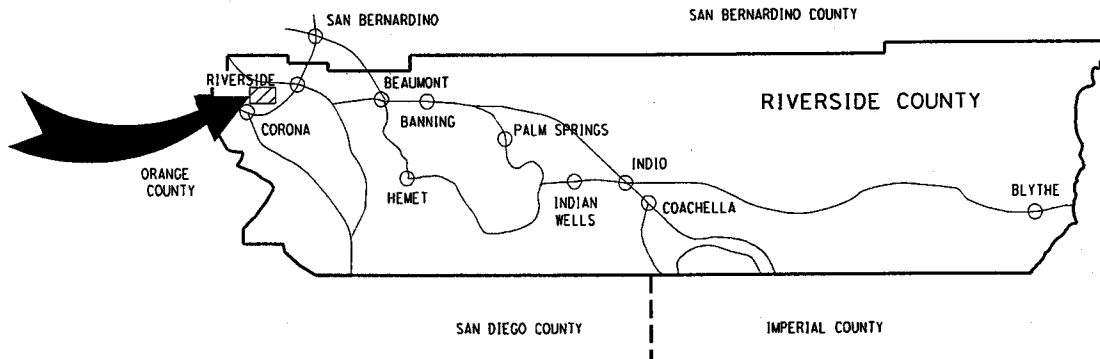 SAN BERNARDINO COUNTY
SAN BERNARDINO
RIVERSIDE
BEAUMONT
RIVERSIDE COUNTY
BANNING
CORONA
PALM SPRINGS
ORANGE
COUNTY
INDIO
HEMET
INDIAN
WELLS
COACHELLA
BLYTHE
SAN DIEGO COUNTY
IMPERIAL COUNTY